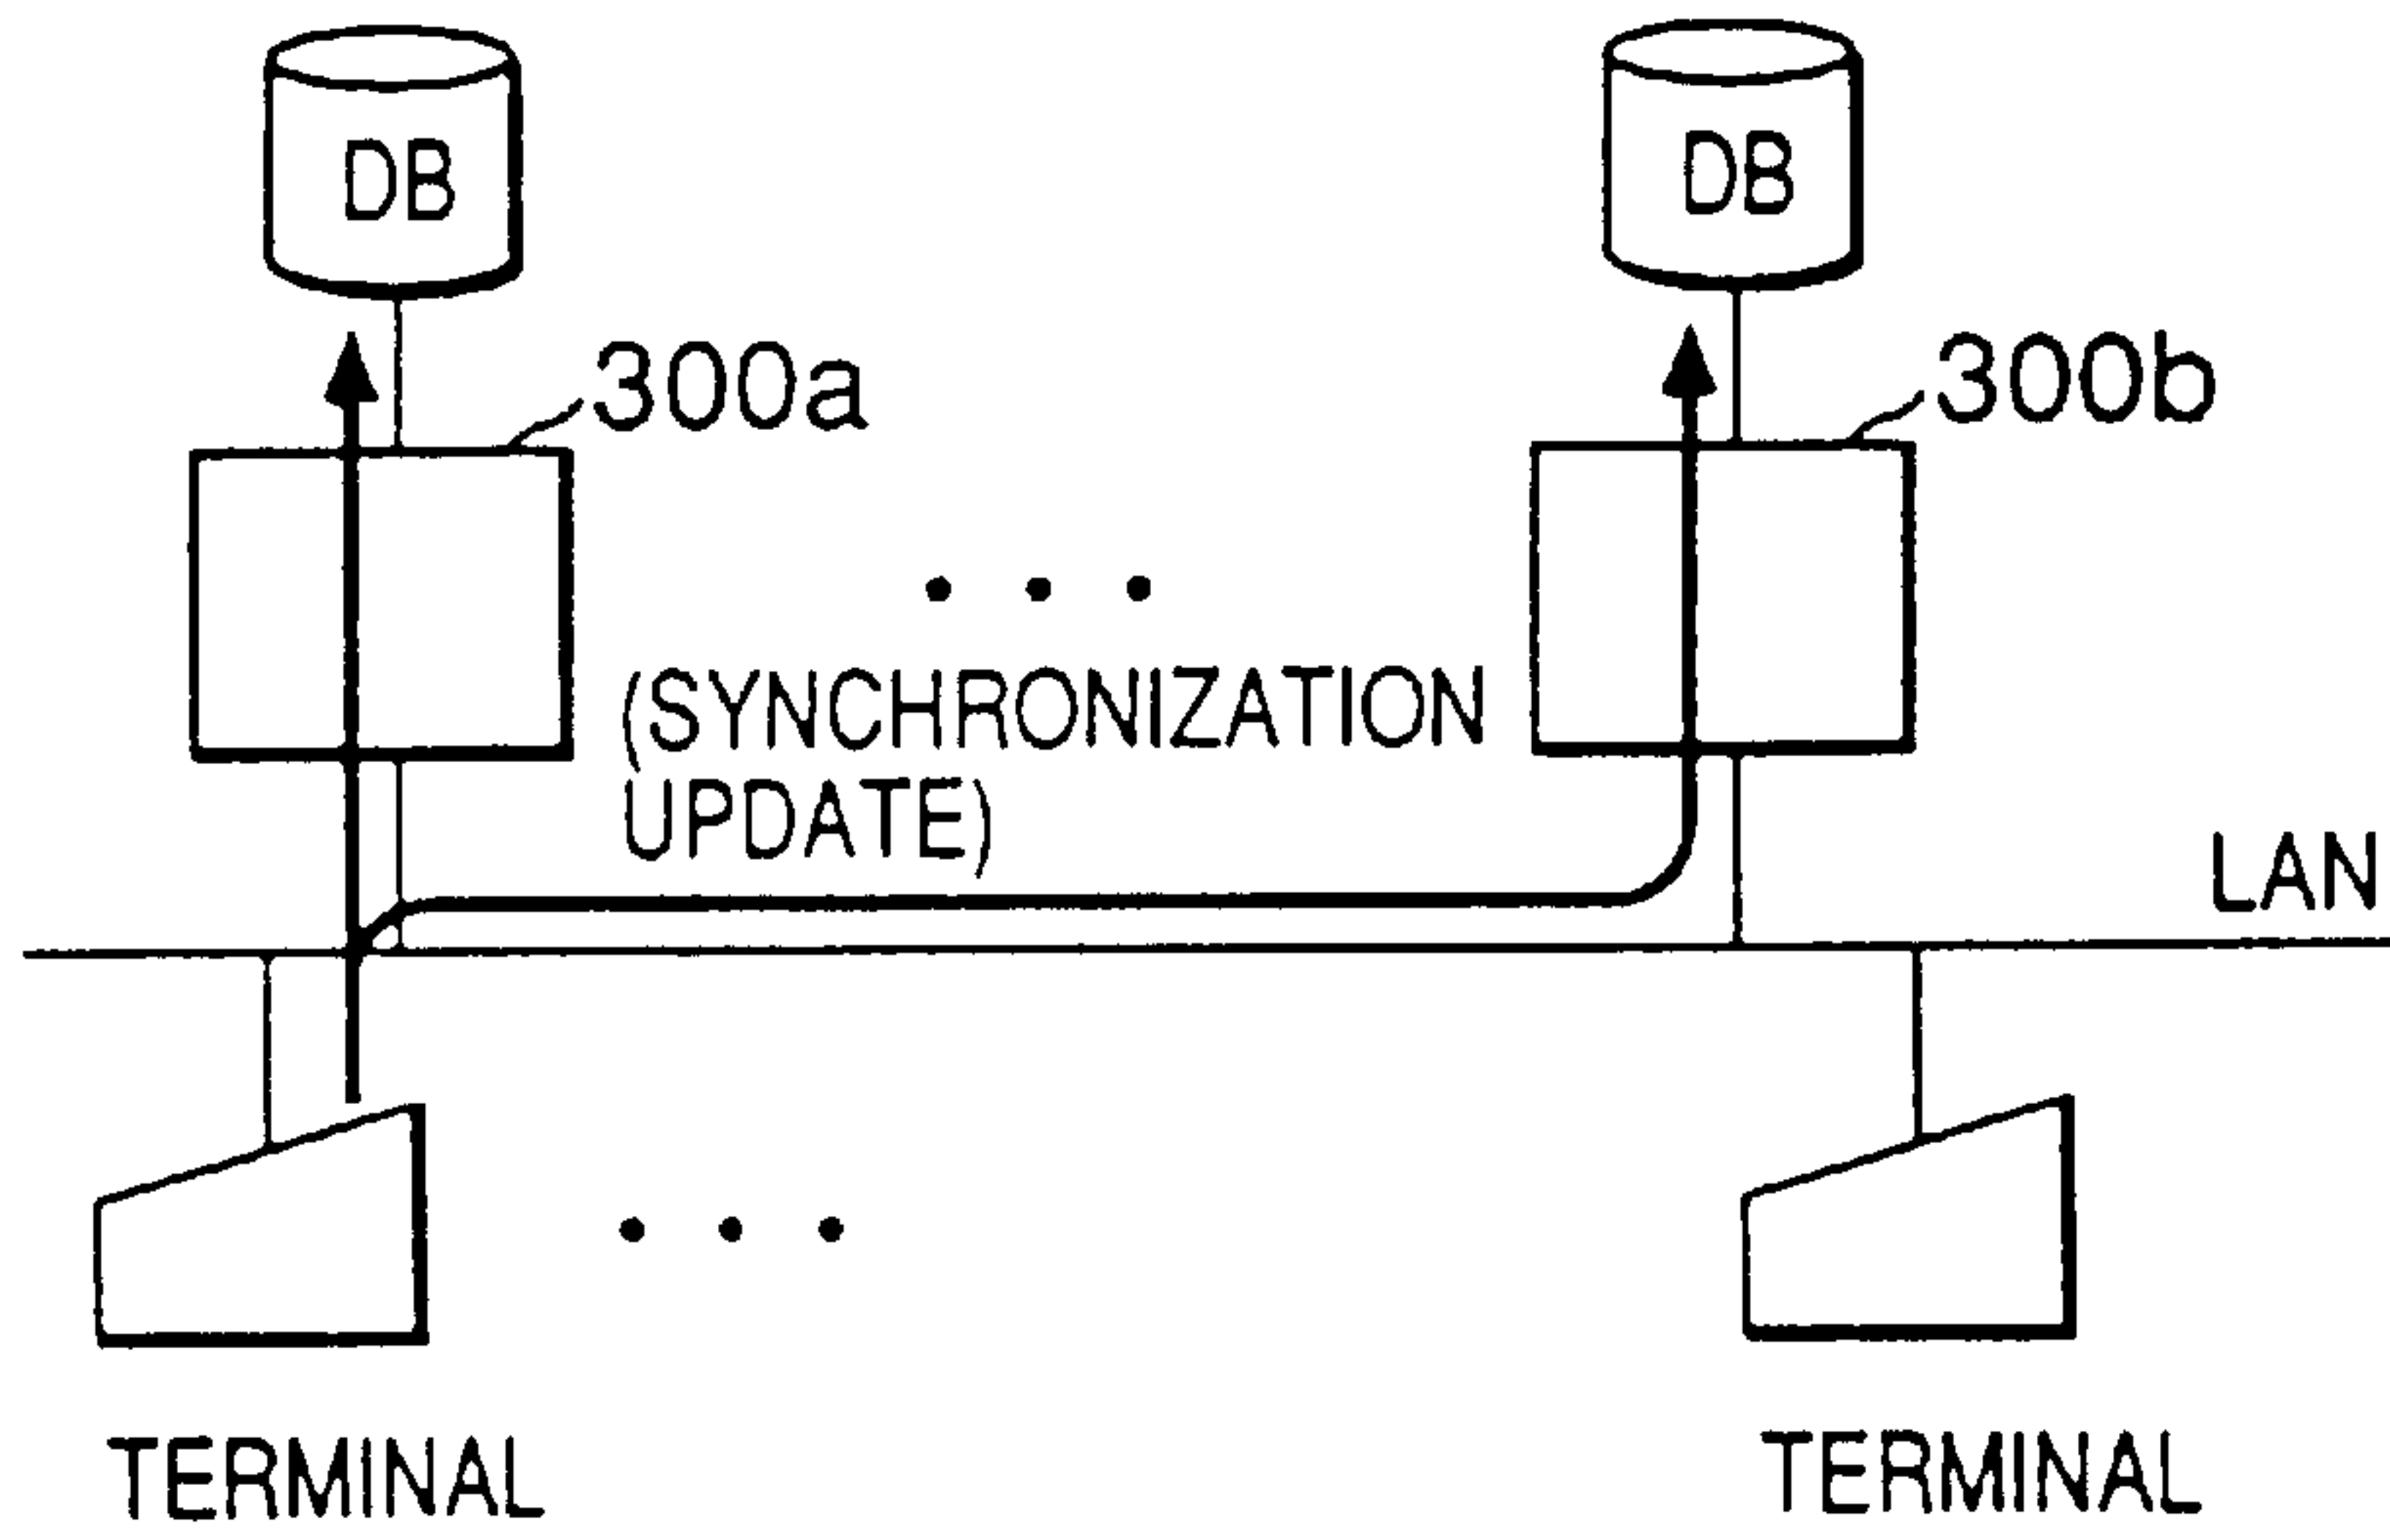 DB
DB
300a
300b
(SYNCHRONIZATION
UPDATE)
LAN
TERMINAL
TERMINAL